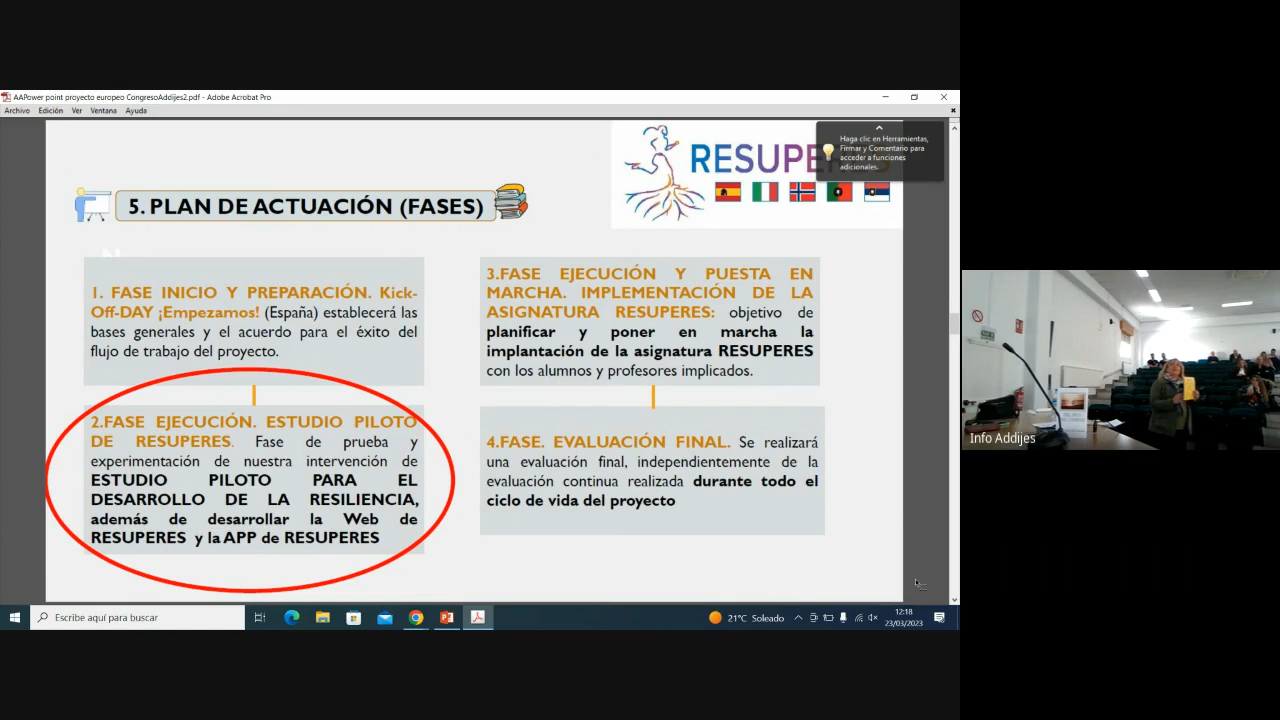 AAPower point proyecto europeo CongresoAddijes2.pdf - Adobe Acrobat Pro
Archivo Edición Ver Ventana Ayuda
RESUPE
Haga clic en Herramientas,
Firmar y Comentario para
acceder a funciones
adicionales.
5. PLAN DE ACTUACIÓN (FASES)
1. FASE INICIO Y PREPARACIÓN. Kick-
Off-DAY ¡Empezamos! (España) establecerá las
bases generales y el acuerdo para el éxito del
flujo de trabajo del proyecto.
2.FASE EJECUCIÓN. ESTUDIO PILOTO
DE RESUPERES. Fase de prueba y
experimentación de nuestra intervención de
ESTUDIO PILOTO PARA EL
DESARROLLO DE LA RESILIENCIA,
además de desarrollar la Web de
RESUPERES y la APP de RESUPERES
3.FASE EJECUCIÓN Y PUESTA EN
MARCHA. IMPLEMENTACIÓN DE LA
ASIGNATURA RESUPERES: objetivo de
planificar y poner en marcha la
implantación de la asignatura RESUPERES
con los alumnos y profesores implicados.
4.FASE. EVALUACIÓN FINAL. Se realizará
una evaluación final, independientemente de la
evaluación continua realizada durante todo el
ciclo de vida del proyecto
Info Addijes
Escribe aquí para buscar
21°C Soleado
12:18
23/03/2023